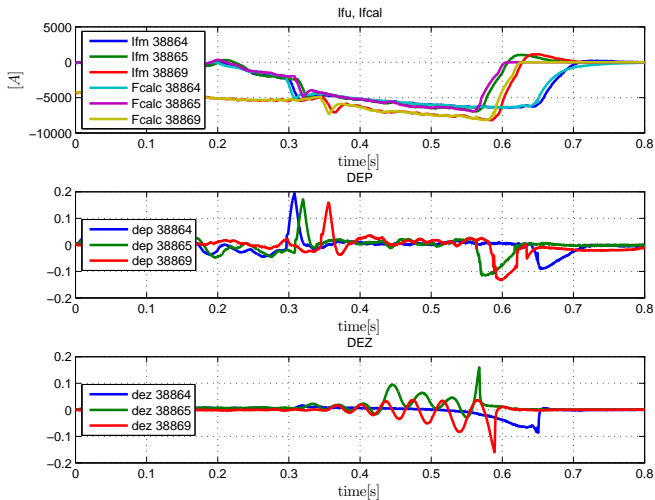 Ifu, Ifcal
5000
0
−5000
−10000
[A]
Ifm 38864
Ifm 38865
Ifm 38869
Fcalc 38864
Fcalc 38865
Fcalc 38869
0 0.1 0.2 0.3 0.4 0.5 0.6 0.7 0.8
time[s]
DEP
0.2
0.1
0
−0.1
−0.2
dep 38864
dep 38865
dep 38869
0 0.1 0.2 0.3 0.4 0.5 0.6 0.7 0.8
time[s]
DEZ
0.2
0.1
0
−0.1
−0.2
dez 38864
dez 38865
dez 38869
0 0.1 0.2 0.3 0.4 0.5 0.6 0.7 0.8
time[s]